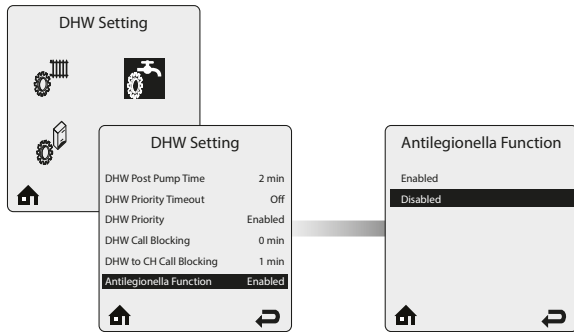 DHW Setting
DHW Setting
DHW Post Pump Time 2 min
DHW Priority Timeout Off
DHW Priority Enabled
DHW Call Blocking 0 min
DHW to CH Call Blocking 1 min
Antilegionella Function Enabled
Antilegionella Function
Enabled
Disabled